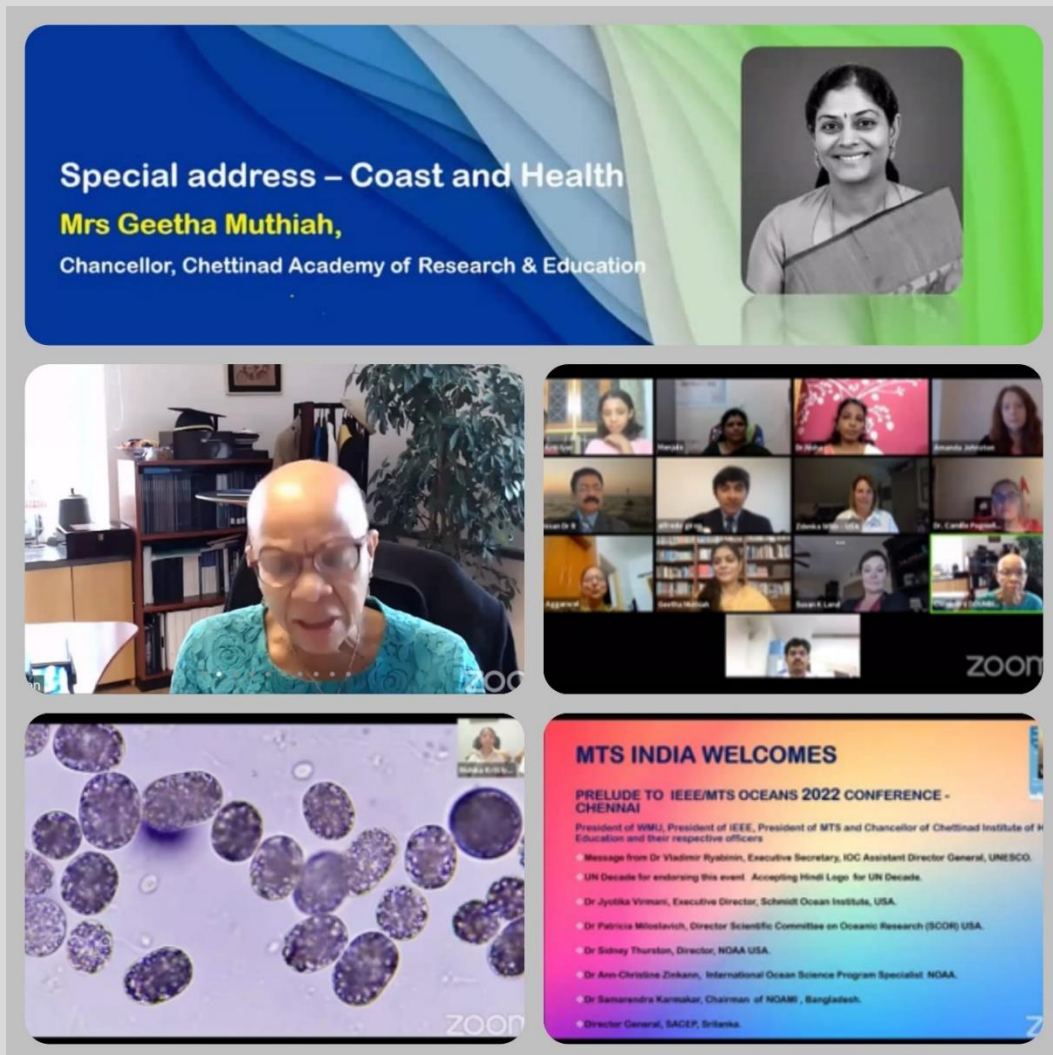 Special address – Coast and Health
Mrs Geetha Muthiah,
Chancellor, Chettinad Academy of Research & Education
zoo
Manjula
Amanda Johnston
alfredo giron
Aggarwal
Geetha Muthiah
Susan K Land
zoom
zoom
MTS INDIA WELCOMES
PRELUDE TO IEEE/MTS OCEANS 2022 CONFERENCE -
CHENNAI
President of WMU, President of IEEE, President of MTS and Chancellor of Chettinad Institute of H
Education and their respective officers
Message from Dr Vladimir Ryabinin, Executive Secretary, IOC Assistant Director General, UNESCO.
UN Decade for endorsing this event Accepting Hindi Logo for UN Decade.
Dr Jyotika Virmani, Executive Director, Schmidt Ocean Institute, USA.
Dr Patricia Miloslavich, Director Scientific Committee on Oceanic Research (SCOR) USA.
Dr Sidney Thurston, Director, NOAA USA.
Dr Ann-Christine Zinkann, International Ocean Science Program Specialist NOAA.
Dr Samarendra Karmakar, Chairman of NOAMI , Bangladesh.
Director General, SACEP, Srilanka.